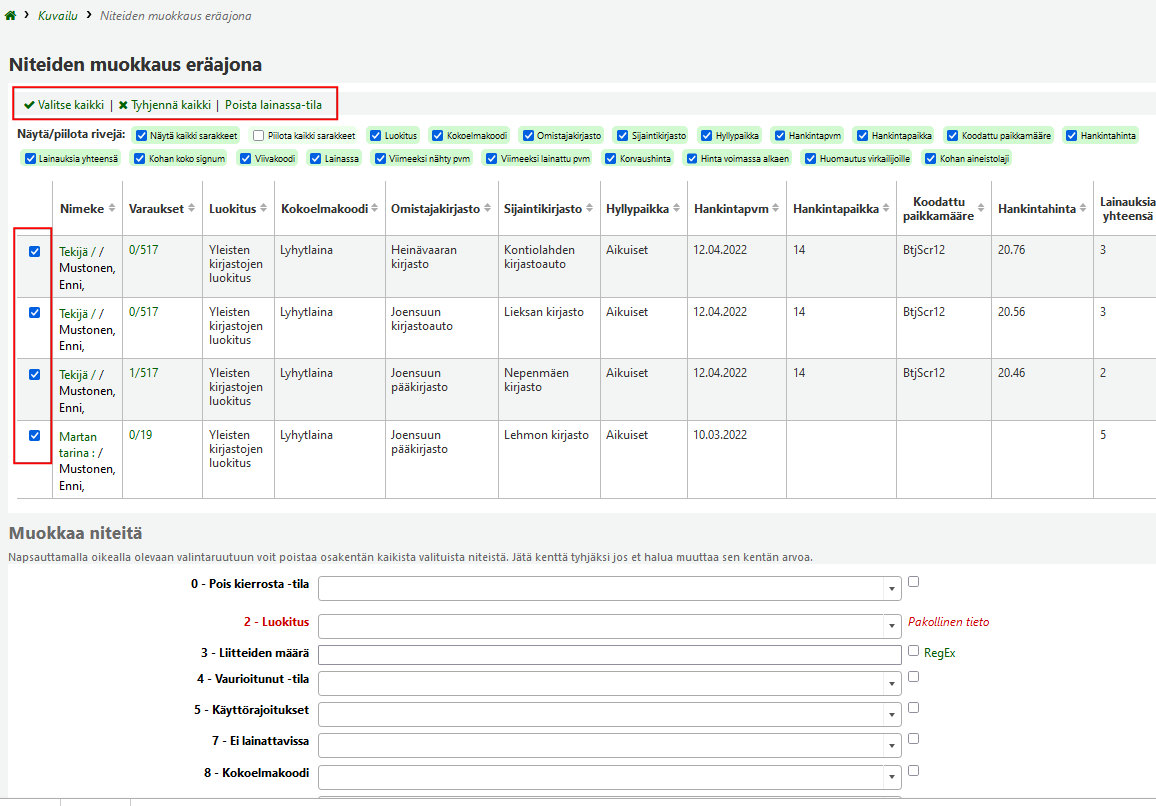 Kuvailu Niteiden muokkaus eräajona
Niteiden muokkaus eräajona
Valitse kaikki | Tyhjennä kaikki | Poista lainassa-tila
Näytä/piilota rivejä: Näytä kaikki sarakkeet Piilota kaikki sarakkeet Luokitus Kokoelmakoodi Omistajakirjasto Sijaintikirjasto Hyllypaikka Hankintapvm Hankintapaikka Koodattu paikkamääre Hankintahinta
Lainauksia yhteensä Kohan koko signum Viivakoodi Lainassa Viimeeksi nähty pvm Viimeeksi lainattu pvm Korvaushinta Hinta voimassa alkaen Huomautus virkailijoille Kohan aineistolaji
Nimeke Varaukset Luokitus Kokoelmakoodi Omistajakirjasto Sijaintikirjasto Hyllypaikka Hankintapvm Hankintapaikka Koodattu paikkamääre Hankintahinta Lainauksia yhteensä
Tekijä / / 0/517 Yleisten Lyhytlaina Heinävaaran Kontiolahden Aikuiset 12.04.2022 14 BtjScr12 20.76 3
Mustonen, kirjastojen kirjasto kirjastoauto
Enni, luokitus
Tekijä / / 0/517 Yleisten Lyhytlaina Joensuun Lieksan kirjasto Aikuiset 12.04.2022 14 BtjScr12 20.56 3
Mustonen, kirjastojen kirjastoauto
Enni, luokitus
Tekijä / / 1/517 Yleisten Lyhytlaina Joensuun Nepenmäen Aikuiset 12.04.2022 14 BtjScr12 20.46 2
Mustonen, kirjastojen pääkirjasto kirjasto
Enni, luokitus
Martan 0/19 Yleisten Lyhytlaina Joensuun Lehmon kirjasto Aikuiset 10.03.2022 5
tarina : / kirjastojen pääkirjasto
Mustonen, luokitus
Enni,
Muokkaa niteitä
Napsauttamalla oikealla olevaan valintaruutuun voit poistaa osakentän kaikista valituista niteistä. Jätä kenttä tyhjäksi jos et halua muuttaa sen kentän arvoa.
0 - Pois kierrosta -tila
2 - Luokitus Pakollinen tieto
3 - Liitteiden määrä RegEx
4 - Vaurioitunut -tila
5 - Käyttörajoitukset
7 - Ei lainattavissa
8 - Kokoelmakoodi